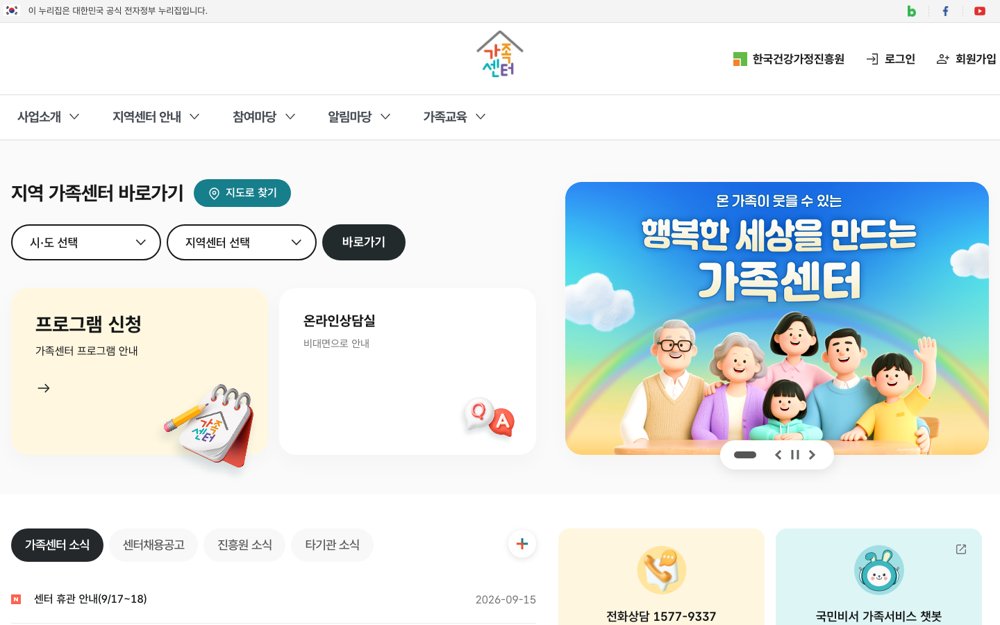 이 누리집은 대한민국 공식 전자정부 누리집입니다.
가족
센터
한국건강가정진흥원
로그인
회원가입
사업소개
지역센터 안내
참여마당
알림마당
가족교육
지역 가족센터 바로가기
지도로 찾기
시·도 선택
지역센터 선택
바로가기
프로그램 신청
가족센터 프로그램 안내
가족
센터
온라인상담실
비대면으로 안내
Q
A
온 가족이 웃을 수 있는
행복한 세상을 만드는
가족센터
가족센터 소식
센터채용공고
진흥원 소식
타기관 소식
N
센터 휴관 안내(9/17~18)
2026-09-15
전화상담 1577-9337
국민비서 가족서비스 챗봇